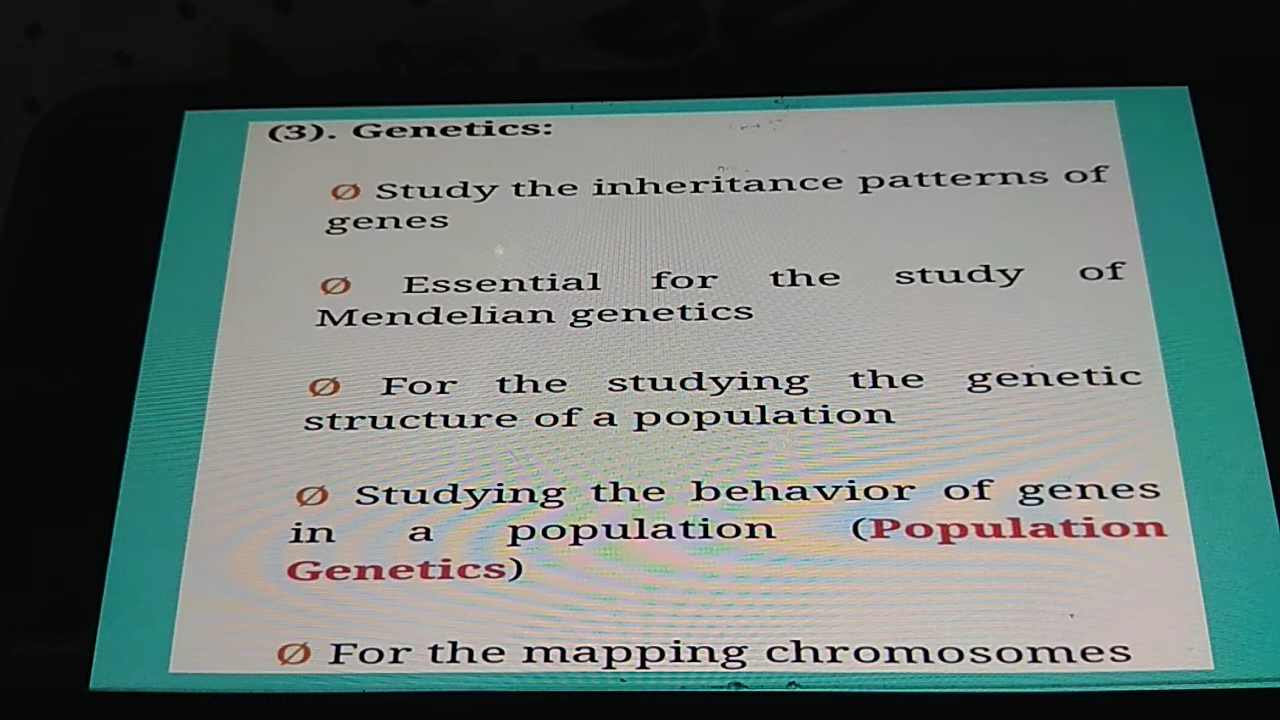 (3). Genetics:
Ø Study the inheritance patterns of
genes
Ø Essential for the study of
Mendelian genetics
Ø For the studying the genetic
structure of a population
Ø Studying the behavior of genes
in a population (Population
Genetics)
Ø For the mapping chromosomes